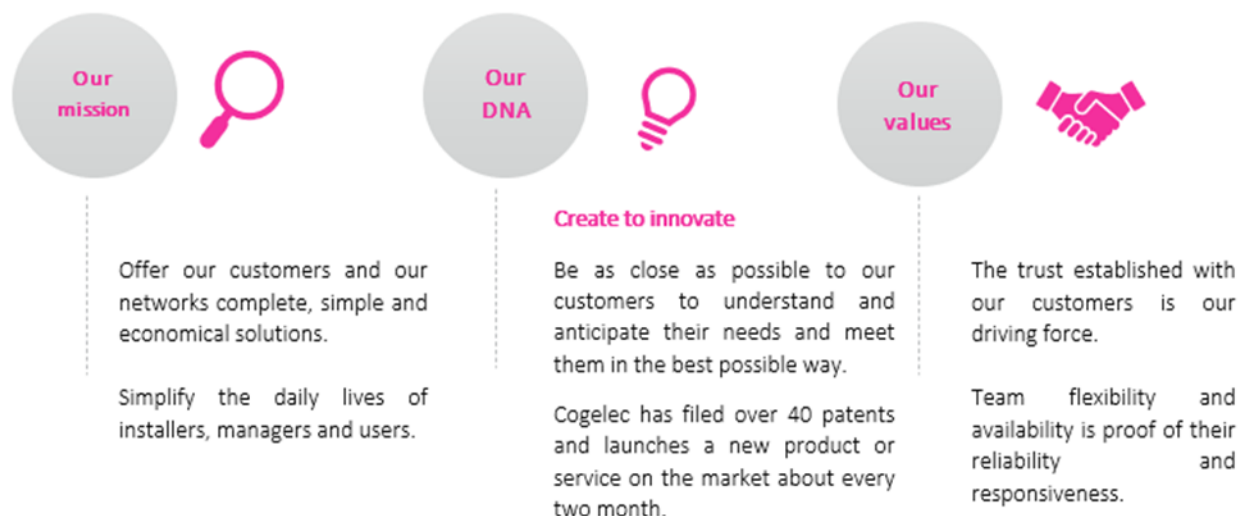 Our
mission
Offer our customers and our
networks complete, simple and
economical solutions.
Simplify the daily lives of
installers, managers and users.
Our
DNA
Create to innovate
Be as close as possible to our
customers to understand and
anticipate their needs and meet
them in the best possible way.
Cogelec has filed over 40 patents
and launches a new product or
service on the market about every
two month.
Our
values
The trust established with
our customers is our
driving force.
Team flexibility and
availability is proof of their
reliability and
responsiveness.